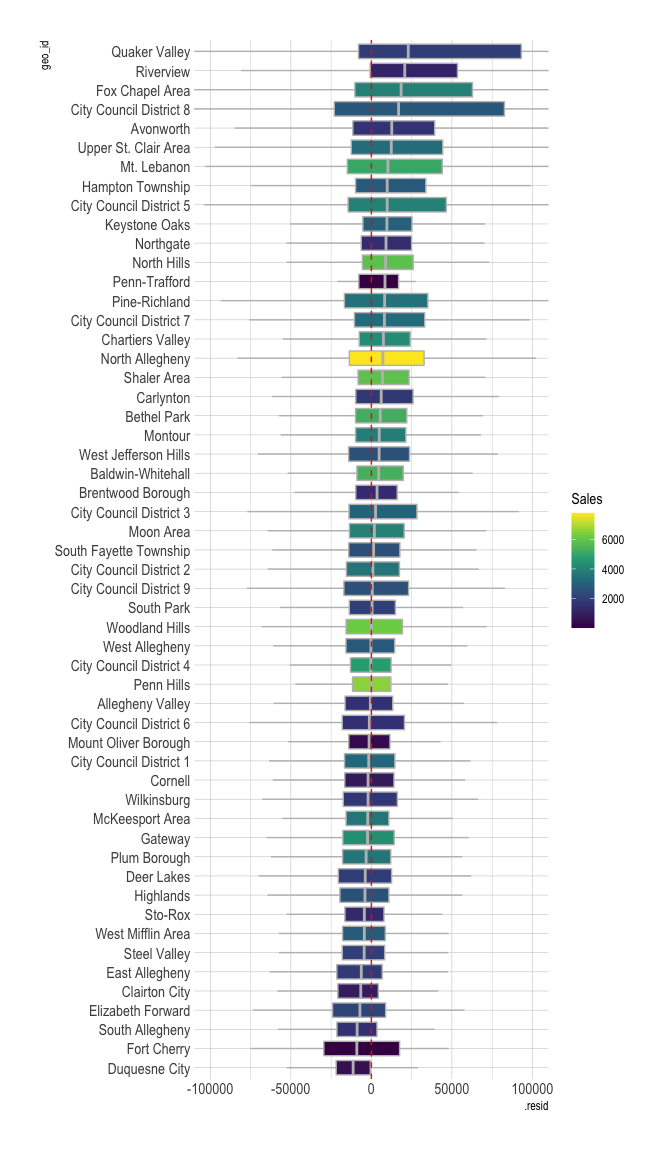 geo_id
Quaker Valley
Riverview
Fox Chapel Area
City Council District 8
Avonworth
Upper St. Clair Area
Mt. Lebanon
Hampton Township
City Council District 5
Keystone Oaks
Northgate
North Hills
Penn-Trafford
Pine-Richland
City Council District 7
Chartiers Valley
North Allegheny
Shaler Area
Carlynton
Bethel Park
Montour
West Jefferson Hills
Baldwin-Whitehall
Brentwood Borough
City Council District 3
Moon Area
South Fayette Township
City Council District 2
City Council District 9
South Park
Woodland Hills
West Allegheny
City Council District 4
Penn Hills
Allegheny Valley
City Council District 6
Mount Oliver Borough
City Council District 1
Cornell
Wilkinsburg
McKeesport Area
Gateway
Plum Borough
Deer Lakes
Highlands
Sto-Rox
West Mifflin Area
Steel Valley
East Allegheny
Clairton City
Elizabeth Forward
South Allegheny
Fort Cherry
Duquesne City
-100000 -50000 0 50000 100000
.resid
Sales
6000
4000
2000